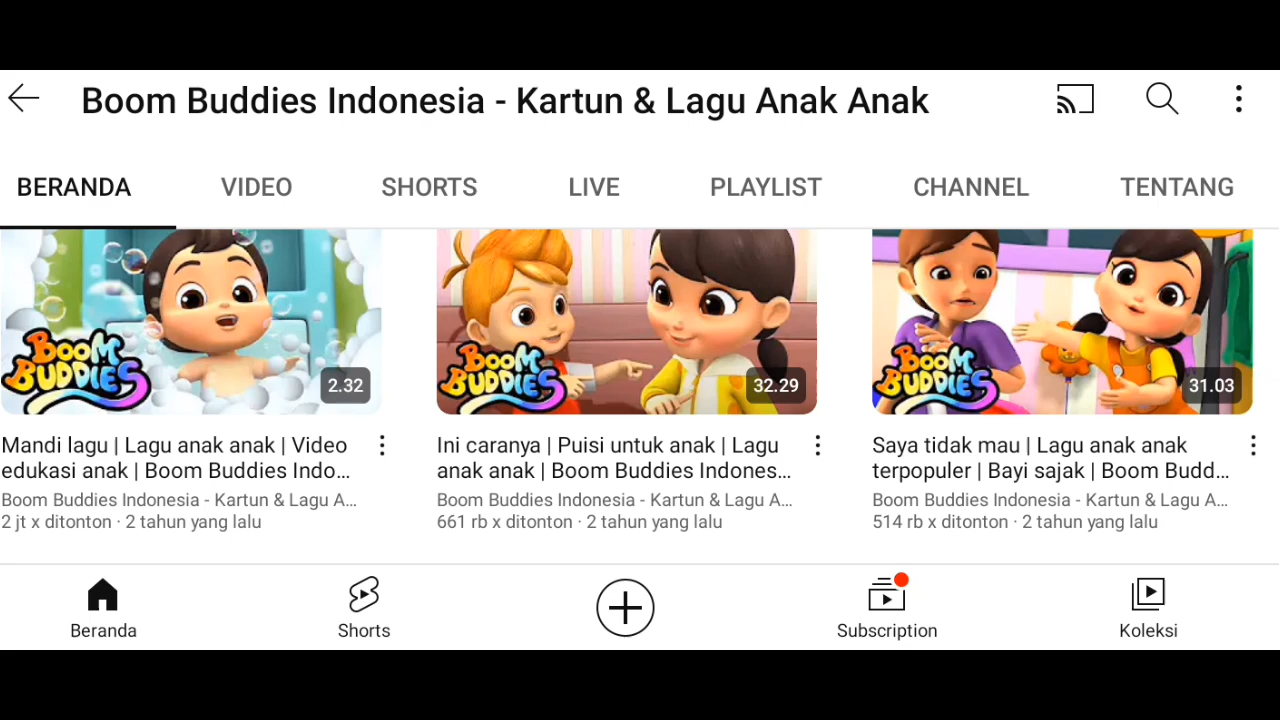 Boom Buddies Indonesia - Kartun & Lagu Anak Anak
BERANDA VIDEO SHORTS LIVE PLAYLIST CHANNEL TENTANG
BOOM BUDDIES
2.32
BOOM BUDDIES
32.29
BOOM BUDDIES
31.03
Mandi lagu | Lagu anak anak | Video
edukasi anak | Boom Buddies Indo...
Boom Buddies Indonesia - Kartun & Lagu A...
2 jt x ditonton · 2 tahun yang lalu
Ini caranya | Puisi untuk anak | Lagu
anak anak | Boom Buddies Indones...
Boom Buddies Indonesia - Kartun & Lagu A...
661 rb x ditonton · 2 tahun yang lalu
Saya tidak mau | Lagu anak anak
terpopuler | Bayi sajak | Boom Budd...
Boom Buddies Indonesia - Kartun & Lagu A...
514 rb x ditonton · 2 tahun yang lalu
Beranda Shorts Subscription Koleksi